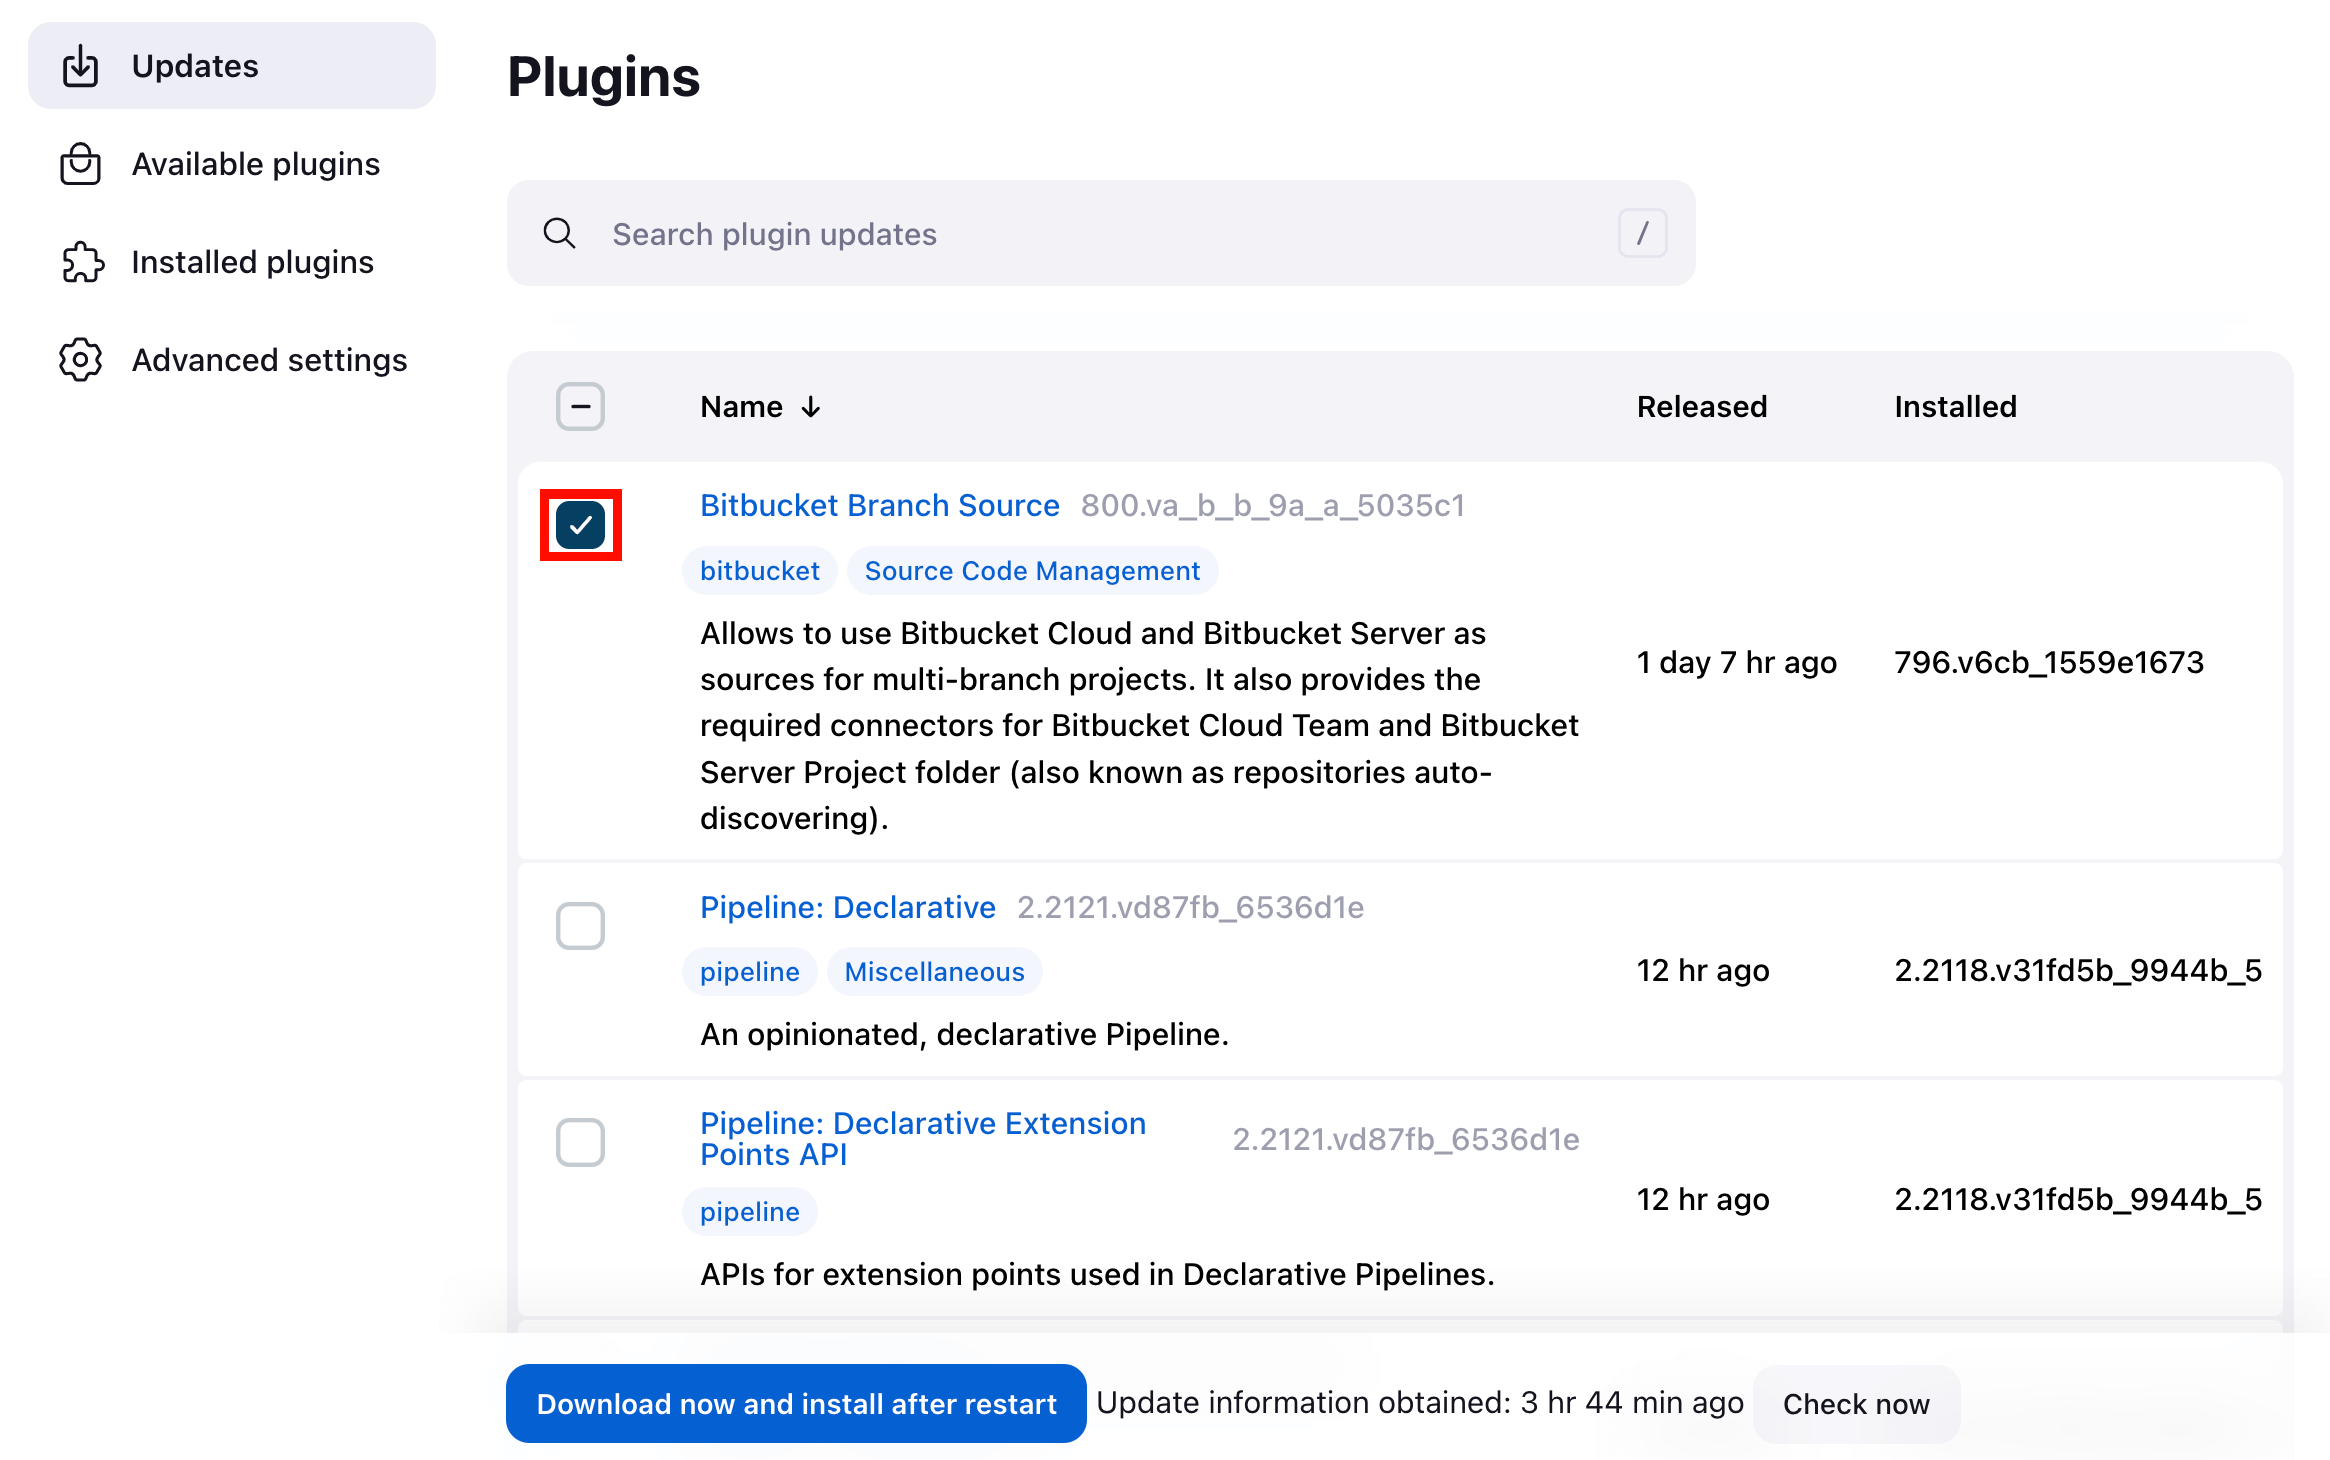 Updates
Available plugins
Installed plugins
Advanced settings
Plugins
Search plugin updates /
Name ↓ Released Installed
Bitbucket Branch Source 800.va_b_b_9a_a_5035c1
bitbucket Source Code Management
Allows to use Bitbucket Cloud and Bitbucket Server as
sources for multi-branch projects. It also provides the
required connectors for Bitbucket Cloud Team and Bitbucket
Server Project folder (also known as repositories auto-
discovering).
1 day 7 hr ago 796.v6cb_1559e1673
Pipeline: Declarative 2.2121.vd87fb_6536d1e
pipeline Miscellaneous
An opinionated, declarative Pipeline.
12 hr ago 2.2118.v31fd5b_9944b_5
Pipeline: Declarative Extension
Points API
2.2121.vd87fb_6536d1e
pipeline
APIs for extension points used in Declarative Pipelines.
12 hr ago 2.2118.v31fd5b_9944b_5
Download now and install after restart Update information obtained: 3 hr 44 min ago Check now